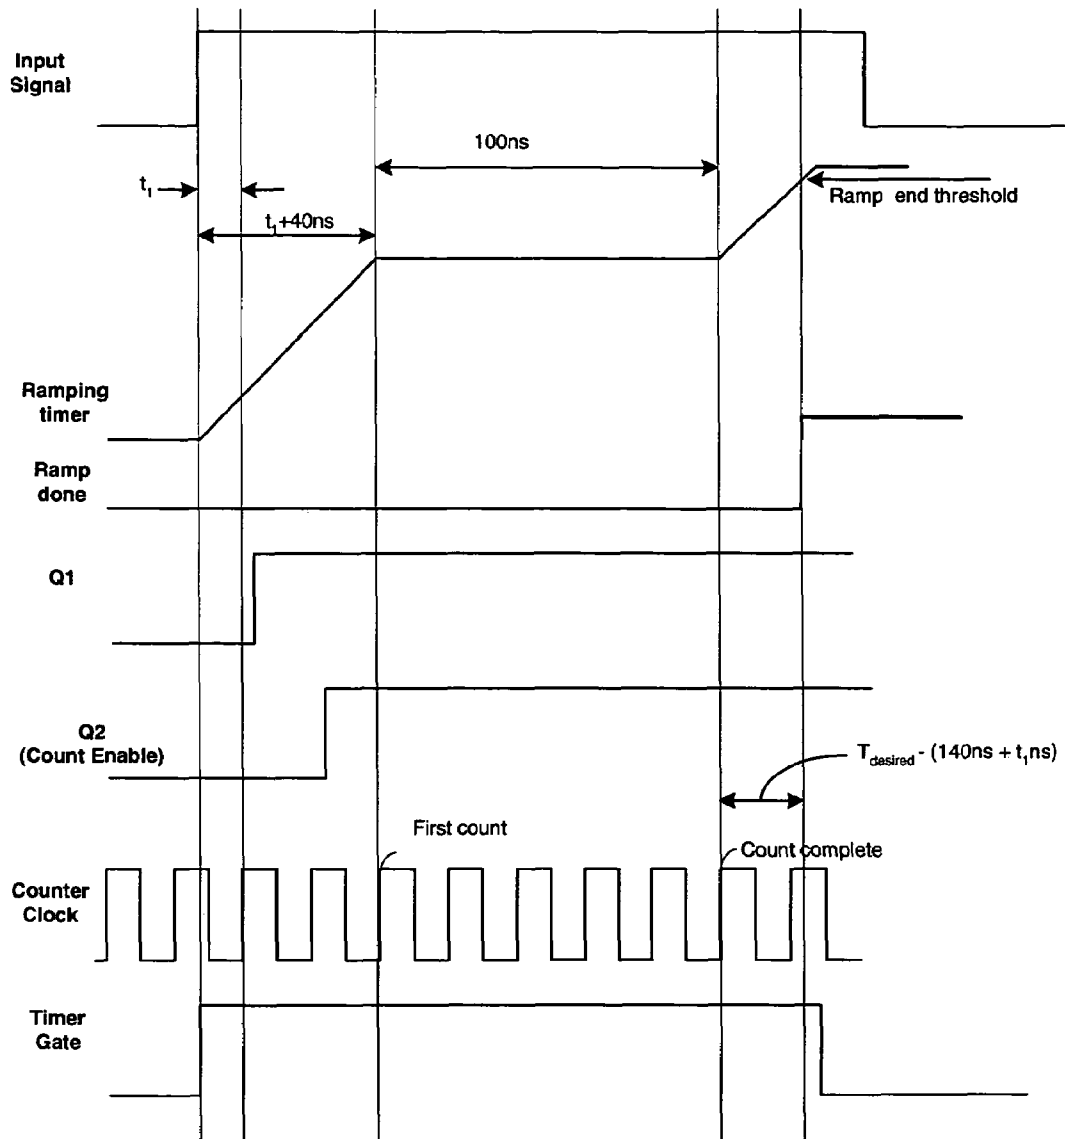 Input
Signal
100ns
t1
Ramp end threshold
t1+40ns
Ramping
timer
Ramp
done
Q1
Q2
(Count Enable)
Tdesired - (140ns + t1ns)
First count
Count complete
Counter
Clock
Timer
Gate